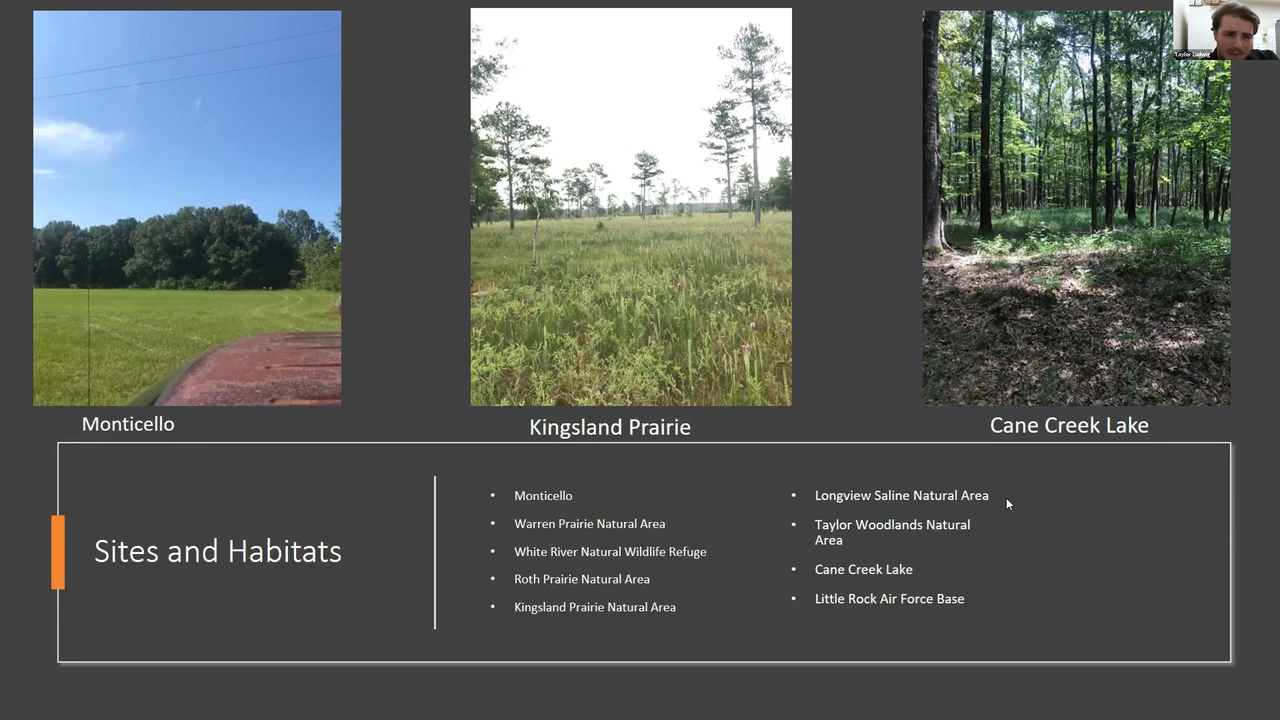 Taylor Ludwig
Monticello
Kingsland Prairie
Cane Creek Lake
Sites and Habitats
• Monticello
• Warren Prairie Natural Area
• White River Natural Wildlife Refuge
• Roth Prairie Natural Area
• Kingsland Prairie Natural Area
• Longview Saline Natural Area
• Taylor Woodlands Natural
Area
• Cane Creek Lake
• Little Rock Air Force Base